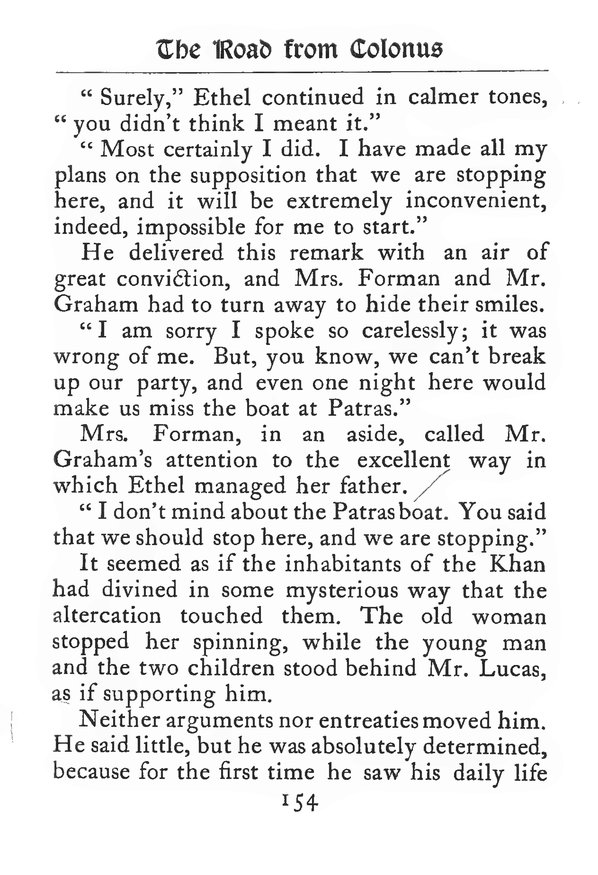 The Road from Colonus
“ Surely,” Ethel continued in calmer tones,
“ you didn’t think I meant it.”
“ Most certainly I did. I have made all my
plans on the supposition that we are stopping
here, and it will be extremely inconvenient,
indeed, impossible for me to start.”
He delivered this remark with an air of
great conviction, and Mrs. Forman and Mr.
Graham had to turn away to hide their smiles.
“ I am sorry I spoke so carelessly; it was
wrong of me. But, you know, we can’t break
up our party, and even one night here would
make us miss the boat at Patras.”
Mrs. Forman, in an aside, called Mr.
Graham’s attention to the excellent way in
which Ethel managed her father.
“ I don’t mind about the Patras boat. You said
that we should stop here, and we are stopping.”
It seemed as if the inhabitants of the Khan
had divined in some mysterious way that the
altercation touched them. The old woman
stopped her spinning, while the young man
and the two children stood behind Mr. Lucas,
as if supporting him.
Neither arguments nor entreaties moved him.
He said little, but he was absolutely determined,
because for the first time he saw his daily life
154